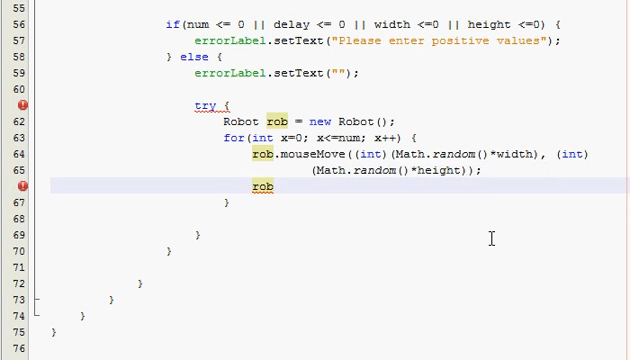 55
56 if(num <= 0 || delay <= 0 || width <=0 || height <=0) {
57 errorLabel.setText("Please enter positive values");
58 } else {
59 errorLabel.setText("");
60
try {
62 Robot rob = new Robot();
63 for(int x=0; x<=num; x++) {
64 rob.mouseMove((int)(Math.random()*width), (int)
65 (Math.random()*height));
rob
67 }
68
69 }
70 }
71
72 }
73 }
74 }
75 }
76